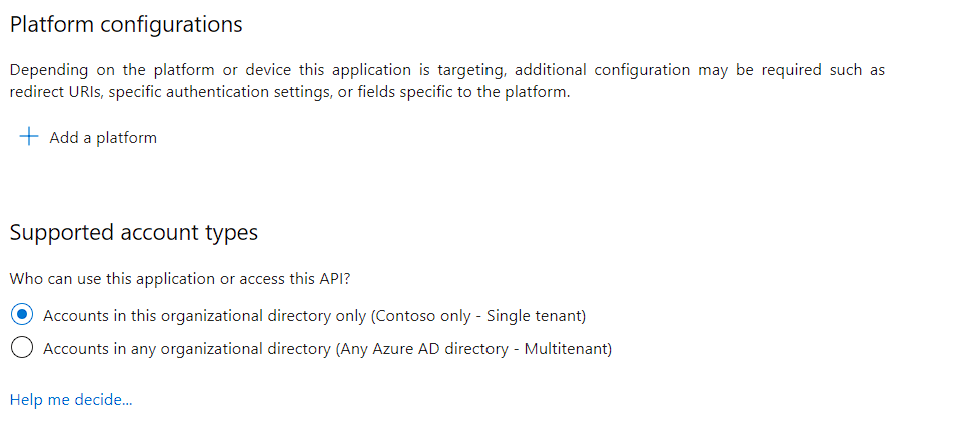 Platform configurations
Depending on the platform or device this application is targeting, additional configuration may be required such as
redirect URIs, specific authentication settings, or fields specific to the platform.
Add a platform
Supported account types
Who can use this application or access this API?
Accounts in this organizational directory only (Contoso only - Single tenant)
Accounts in any organizational directory (Any Azure AD directory - Multitenant)
Help me decide...